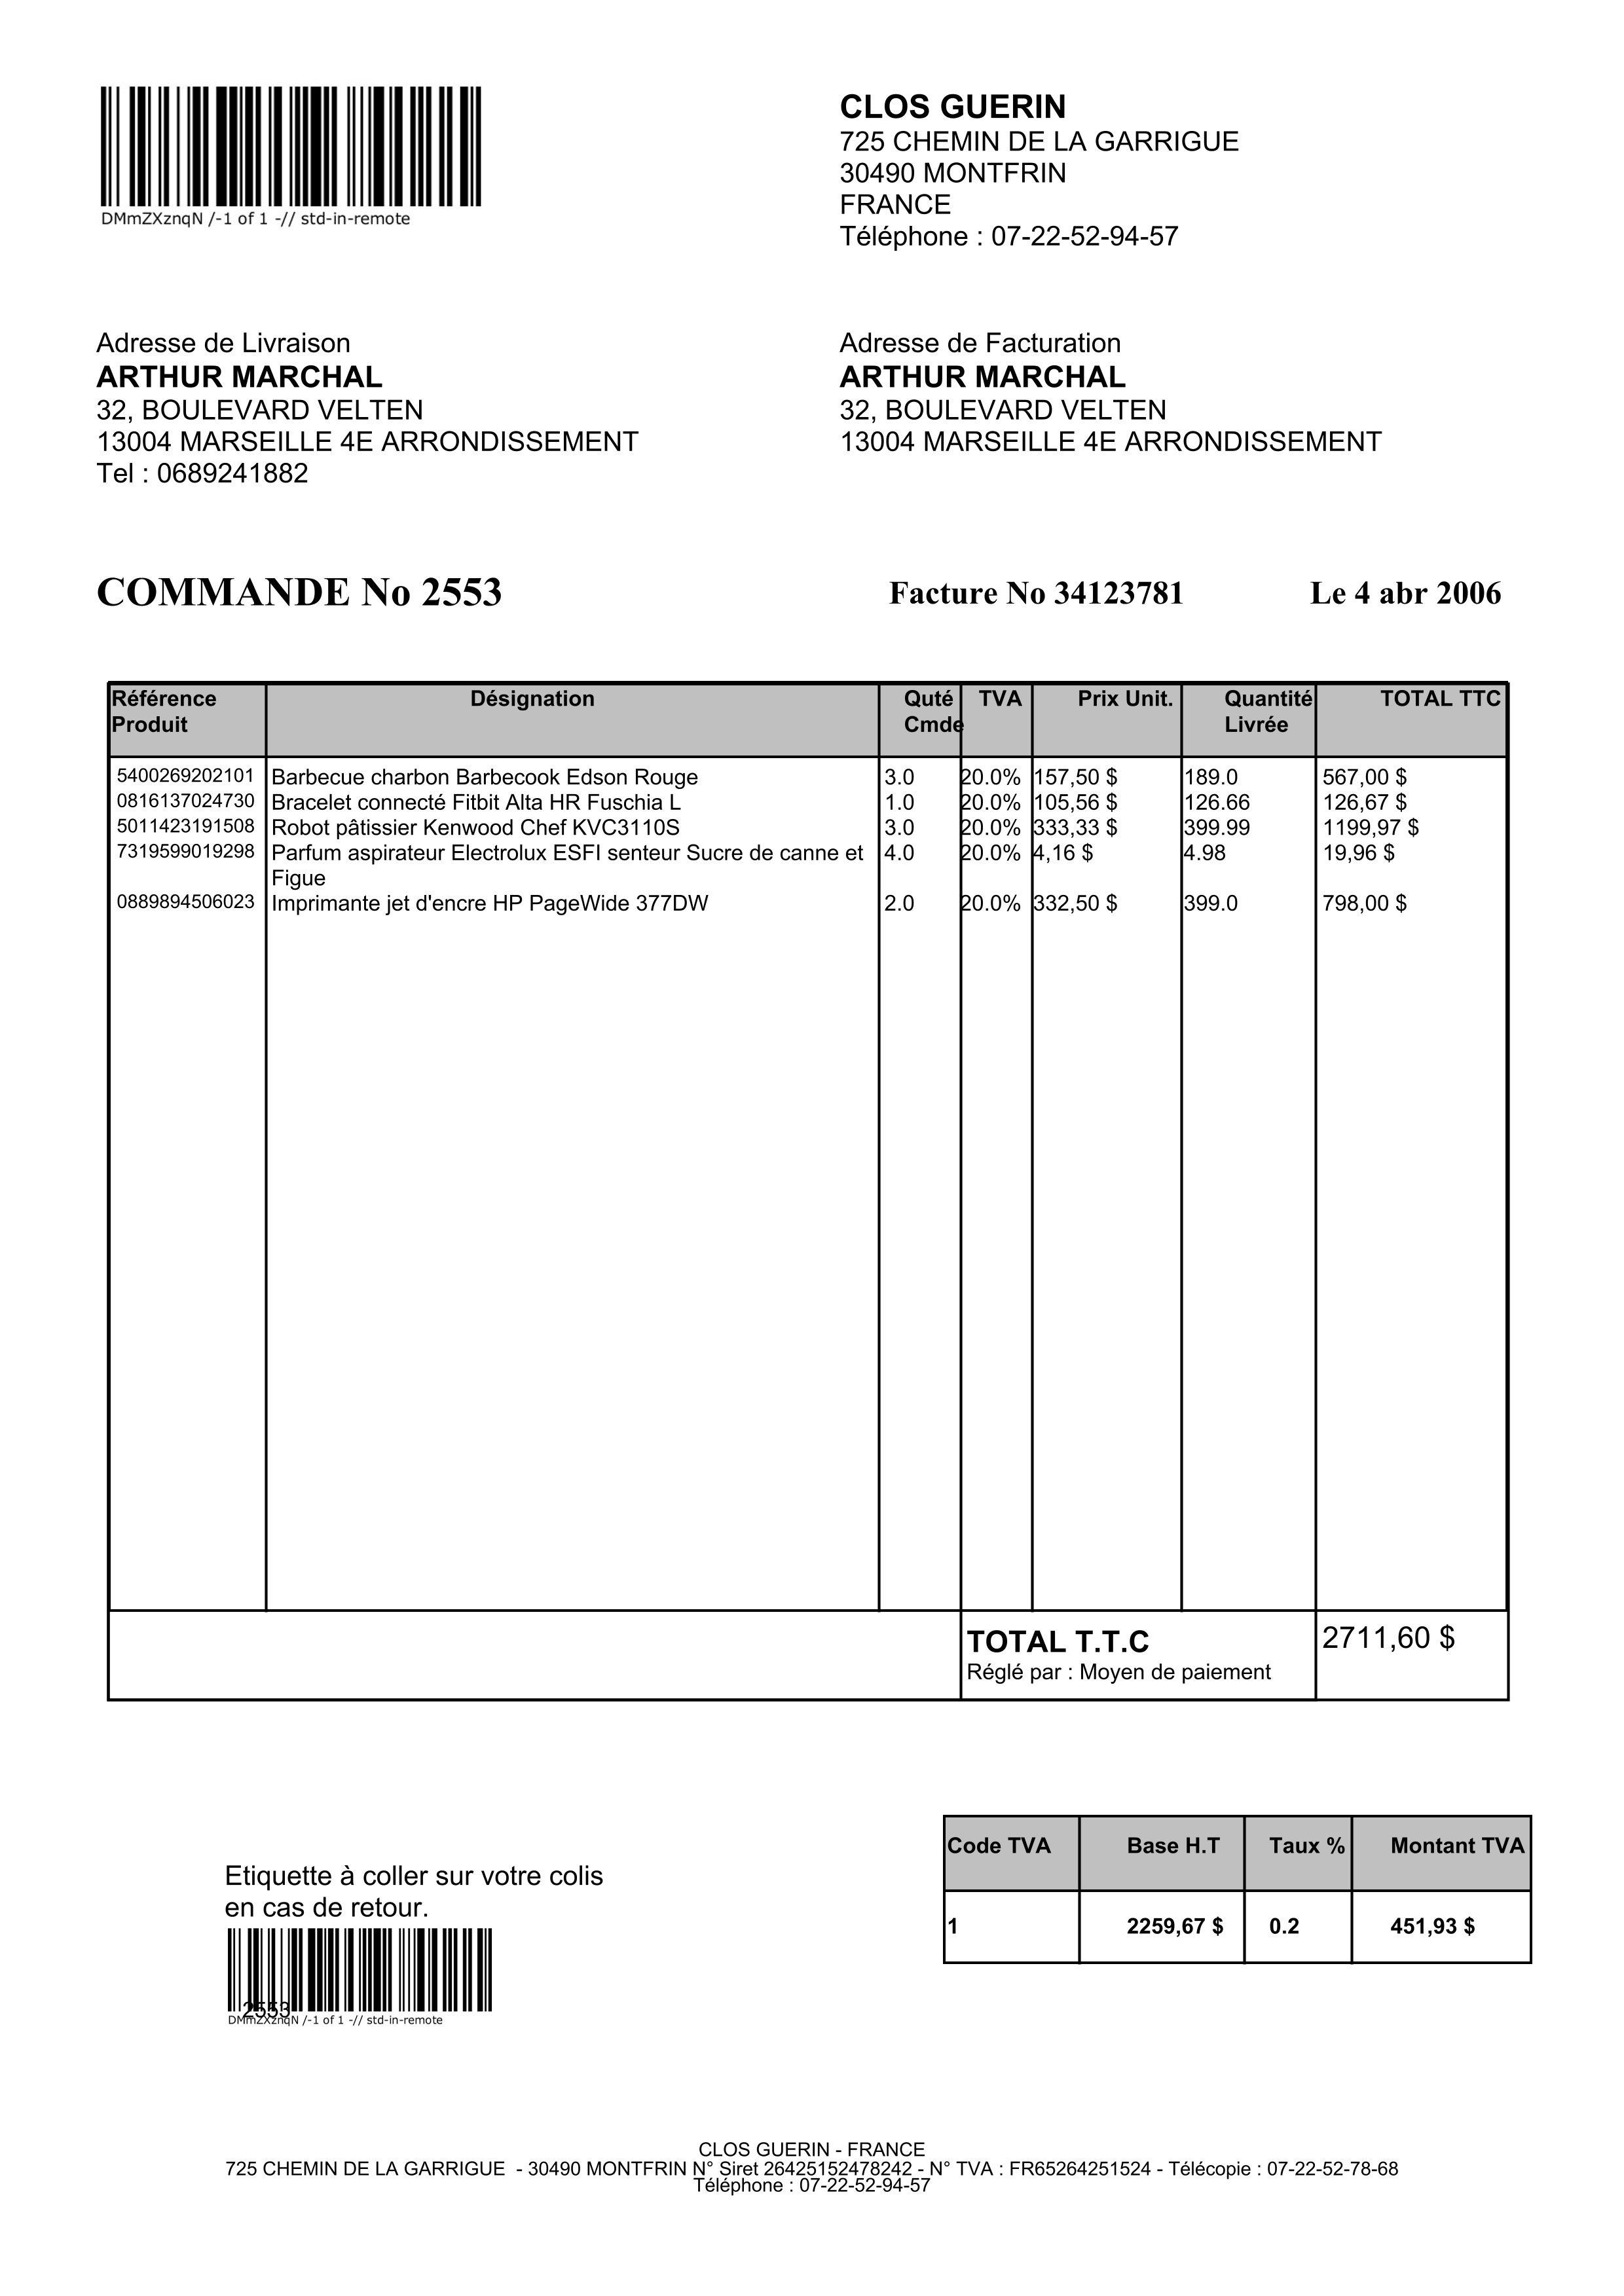 DMmZXznqN /-1 of 1 -// std-in-remote
CLOS GUERIN
725 CHEMIN DE LA GARRIGUE
30490 MONTFRIN
FRANCE
Téléphone : 07-22-52-94-57
Adresse de Livraison
ARTHUR MARCHAL
32, BOULEVARD VELTEN
13004 MARSEILLE 4E ARRONDISSEMENT
Tel : 0689241882
Adresse de Facturation
ARTHUR MARCHAL
32, BOULEVARD VELTEN
13004 MARSEILLE 4E ARRONDISSEMENT
COMMANDE No 2553 Facture No 34123781 Le 4 abr 2006
Référence Produit Désignation Quté Cmde TVA Prix Unit. Quantité Livrée TOTAL TTC
5400269202101 Barbecue charbon Barbecook Edson Rouge 3.0 20.0% 157,50 $ 189.0 567,00 $
0816137024730 Bracelet connecté Fitbit Alta HR Fuschia L 1.0 20.0% 105,56 $ 126.66 126,67 $
5011423191508 Robot pâtissier Kenwood Chef KVC3110S 3.0 20.0% 333,33 $ 399.99 1199,97 $
7319599019298 Parfum aspirateur Electrolux ESFI senteur Sucre de canne et 4.0 20.0% 4,16 $ 4.98 19,96 $
Figue
0889894506023 Imprimante jet d'encre HP PageWide 377DW 2.0 20.0% 332,50 $ 399.0 798,00 $
TOTAL T.T.C 2711,60 $
Réglé par : Moyen de paiement
Code TVA Base H.T Taux % Montant TVA
1 2259,67 $ 0.2 451,93 $
Etiquette à coller sur votre colis
en cas de retour.
2553
DMmZXznqN /-1 of 1 -// std-in-remote
CLOS GUERIN - FRANCE
725 CHEMIN DE LA GARRIGUE - 30490 MONTFRIN N° Siret 26425152478242 - N° TVA : FR65264251524 - Télécopie : 07-22-52-78-68
Téléphone : 07-22-52-94-57